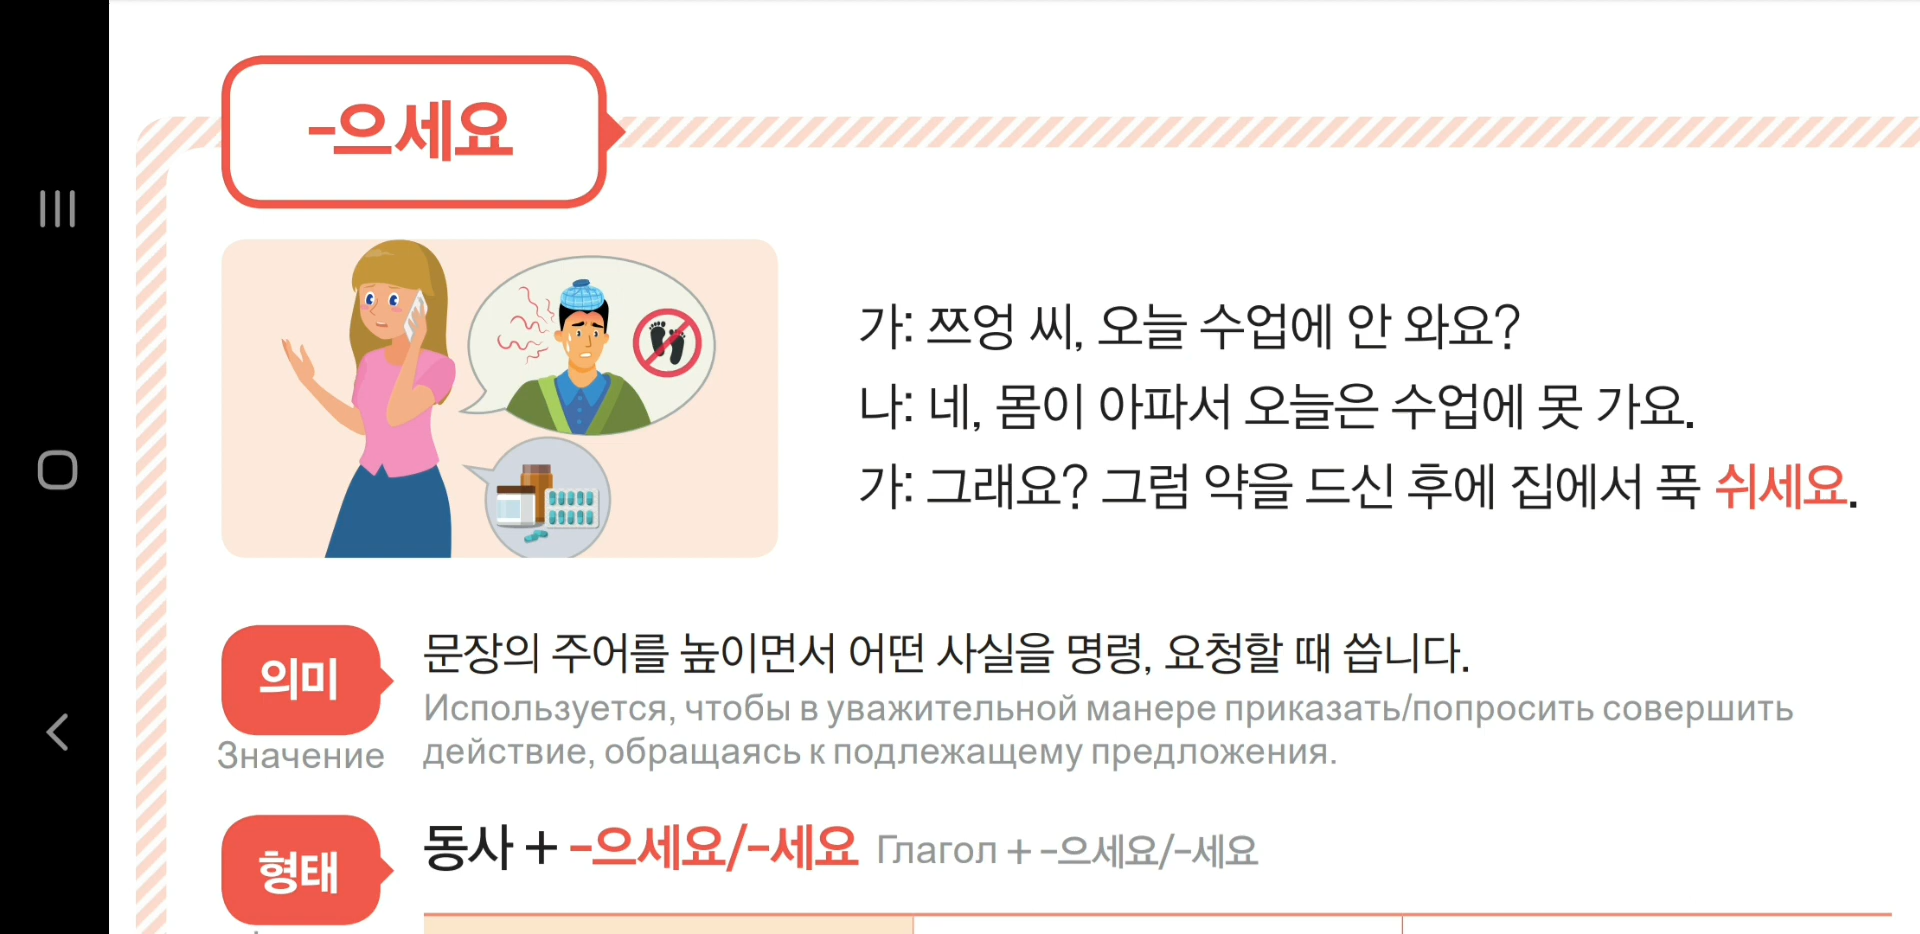 -으세요
가: 쯔엉 씨, 오늘 수업에 안 와요?
나: 네, 몸이 아파서 오늘은 수업에 못 가요.
가: 그래요? 그럼 약을 드신 후에 집에서 푹 쉬세요.
의미
Значение
문장의 주어를 높이면서 어떤 사실을 명령, 요청할 때 씁니다.
Используется, чтобы в уважительной манере приказать/попросить совершить
действие, обращаясь к подлежащему предложения.
형태
동사 + -으세요/-세요 Глагол + -으세요/-세요